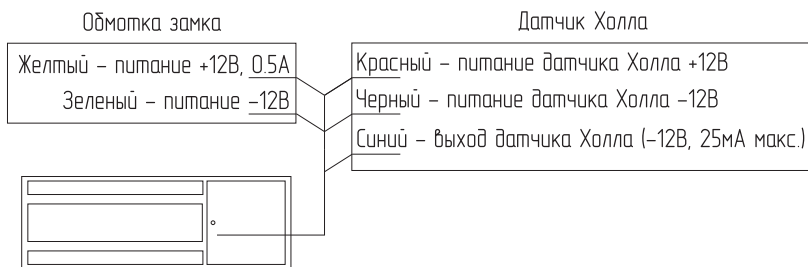 Обмотка замка
Желтый – питание +12В, 0.5А
Зеленый – питание –12В
Датчик Холла
Красный – питание датчика Холла +12В
Черный – питание датчика Холла –12В
Синий – выход датчика Холла (–12В, 25мА макс.)